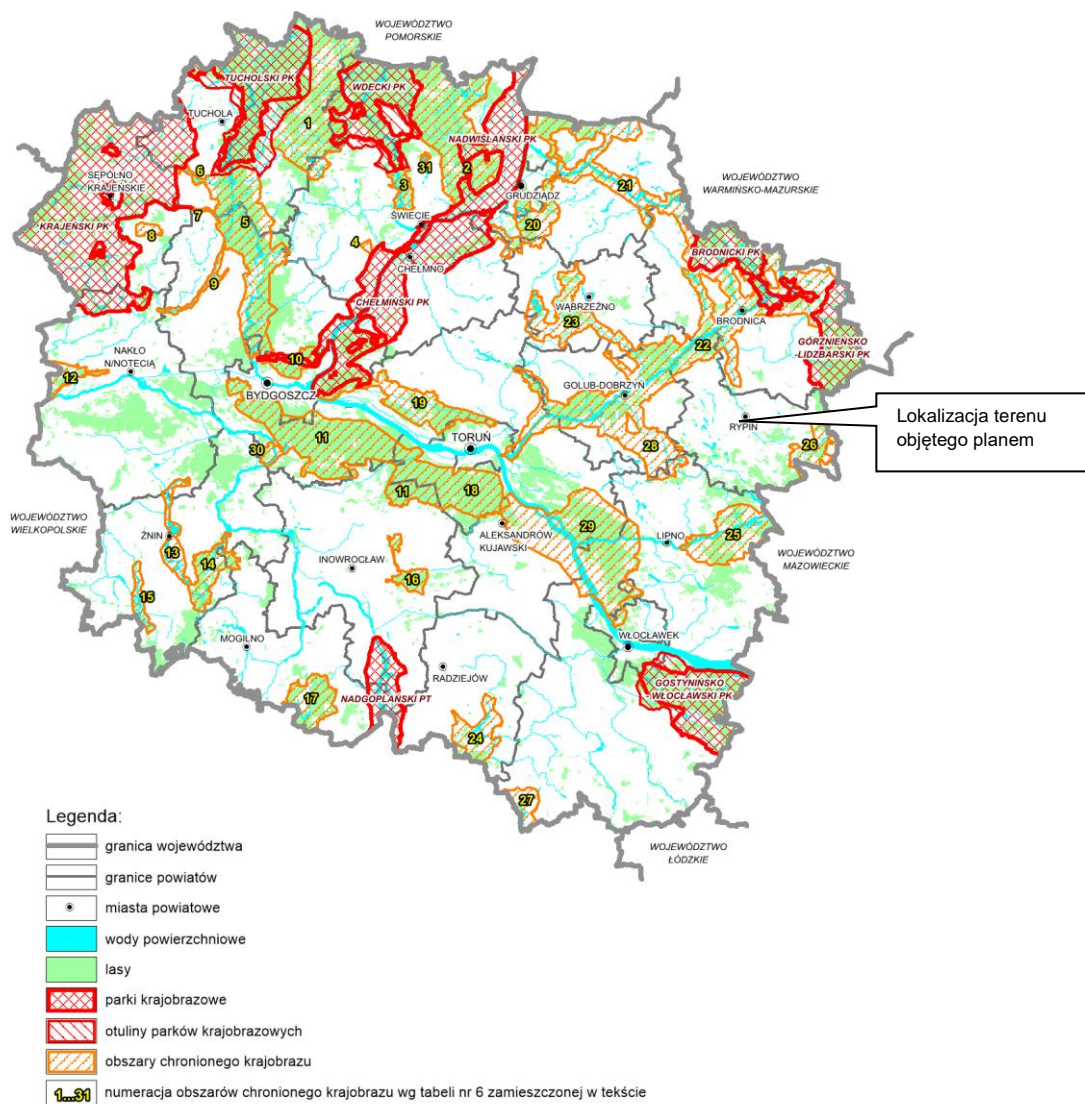 WOJEWÓDZTWO
POMORSKIE
TUCHOLSKI PK
WDECKI PK
TUCHOLA
1
NADWIŚLAŃSKI PK
SĘPÓLNO
KRAJEŃSKIE
6
31
2
3
WOJEWÓDZTWO
WARMIŃSKO-MAZURSKIE
21
GRUDZIĄDZ
KRAJEŃSKI PK
7
8
5
ŚWIECIE
20
4
CHEŁMNO
BRODNICKI PK
9
CHEŁMIŃSKI PK
WĄBRZEŹNO
23
BRODNICA
GÓRZNIEŃSKO
-LIDZBARSKI PK
22
NAKŁO
N/NOTECIĄ
10
12
BYDGOSZCZ
GOLUB-DOBRZYŃ
19
RYPIN
Lokalizacja terenu
objętego planem
11
TORUŃ
28
26
30
11
18
WOJEWÓDZTWO
WIELKOPOLSKIE
ŻNIN
ALEKSANDRÓW
KUJAWSKI
29
LIPNO
25
WOJEWÓDZTWO
MAZOWIECKIE
13
14
INOWROCŁAW
16
15
MOGILNO
WŁOCŁAWEK
RADZIEJÓW
GOSTYNIŃSKO
- WŁOCŁAWSKI PK
17
NADGOPLAŃSKI PT
24
27
WOJEWÓDZTWO
ŁÓDZKIE
Legenda:
granica województwa
granice powiatów
miasta powiatowe
wody powierzchniowe
lasy
parki krajobrazowe
otuliny parków krajobrazowych
obszary chronionego krajobrazu
1...31 numeracja obszarów chronionego krajobrazu wg tabeli nr 6 zamieszczonej w tekście